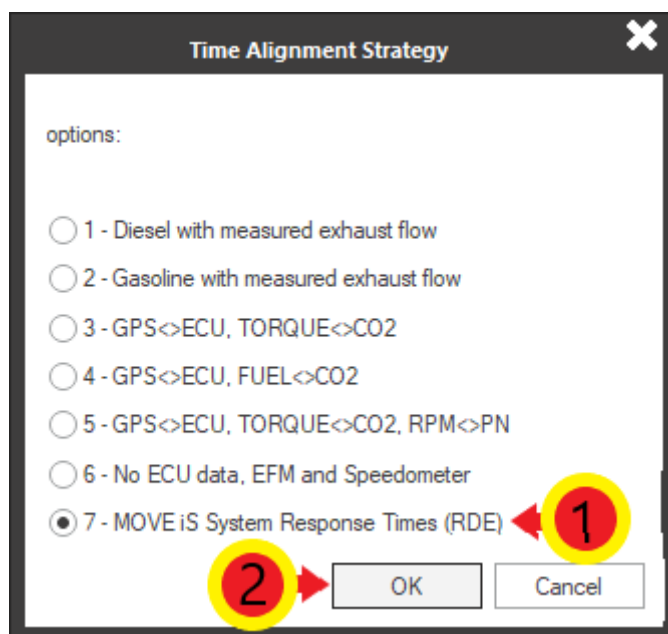 Time Alignment Strategy
options:
1 - Diesel with measured exhaust flow
2 - Gasoline with measured exhaust flow
3 - GPS<>ECU, TORQUE<>CO2
4 - GPS<>ECU, FUEL<>CO2
5 - GPS<>ECU, TORQUE<>CO2, RPM<>PN
6 - No ECU data, EFM and Speedometer
7 - MOVE iS System Response Times (RDE)
1
2
OK
Cancel